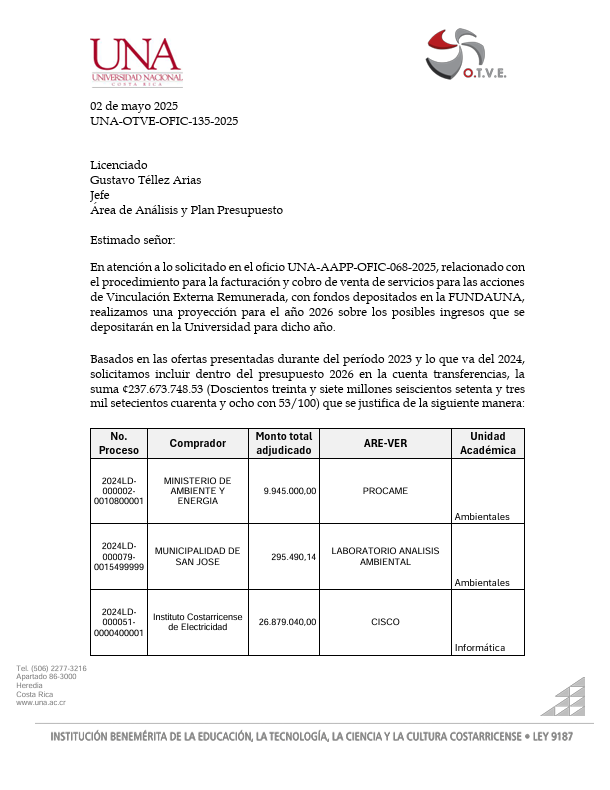 UNA
UNIVERSIDAD NACIONAL
COSTA RICA
O.T.V.E.
02 de mayo 2025
UNA-OTVE-OFIC-135-2025
Licenciado
Gustavo Téllez Arias
Jefe
Área de Análisis y Plan Presupuesto
Estimado señor:
En atención a lo solicitado en el oficio UNA-AAPP-OFIC-068-2025, relacionado con
el procedimiento para la facturación y cobro de venta de servicios para las acciones
de Vinculación Externa Remunerada, con fondos depositados en la FUNDAUNA,
realizamos una proyección para el año 2026 sobre los posibles ingresos que se
depositarán en la Universidad para dicho año.
Basados en las ofertas presentadas durante del período 2023 y lo que va del 2024,
solicitamos incluir dentro del presupuesto 2026 en la cuenta transferencias, la
suma ¢237.673.748.53 (Doscientos treinta y siete millones seiscientos setenta y tres
mil setecientos cuarenta y ocho con 53/100) que se justifica de la siguiente manera:
No. Proceso Comprador Monto total adjudicado ARE-VER Unidad Académica
2024LD-000002-0010800001 MINISTERIO DE AMBIENTE Y ENERGIA 9.945.000,00 PROCAME Ambientales
2024LD-000079-0015499999 MUNICIPALIDAD DE SAN JOSE 295.490,14 LABORATORIO ANALISIS AMBIENTAL Ambientales
2024LD-000051-0000400001 Instituto Costarricense de Electricidad 26.879.040,00 CISCO Informática
Tel. (506) 2277-3216
Apartado 86-3000
Heredia
Costa Rica
www.una.ac.cr
INSTITUCIÓN BENEMÉRITA DE LA EDUCACIÓN, LA TECNOLOGÍA, LA CIENCIA Y LA CULTURA COSTARRICENSE • LEY 9187